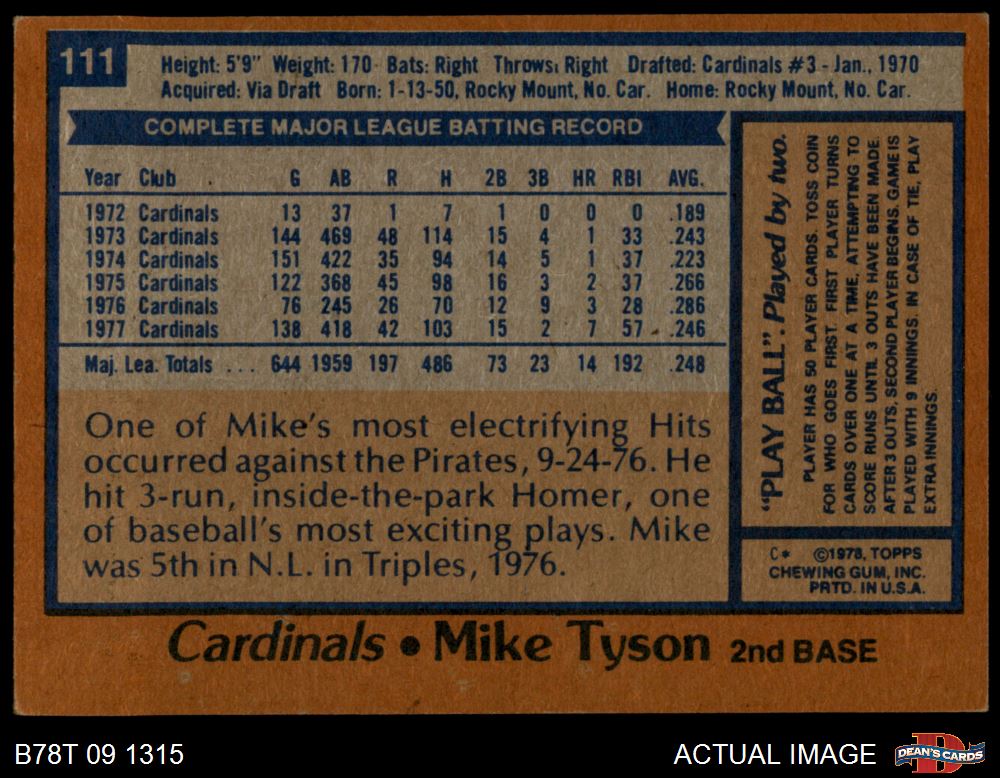 111
Height: 5'9" Weight: 170 Bats: Right Throws: Right Drafted: Cardinals #3 - Jan., 1970
Acquired: Via Draft Born: 1-13-50, Rocky Mount, No. Car. Home: Rocky Mount, No. Car.
COMPLETE MAJOR LEAGUE BATTING RECORD
Year Club . G AB R H 2B 3B HR RBI AVG.
1972 Cardinals 13 37 1 7 1 0 0 0 .189
1973 Cardinals 144 469 48 114 15 4 1 33 .243
1974 Cardinals 151 422 35 94 14 5 1 37 .223
1975 Cardinals 122 368 45 98 16 3 2 37 .266
1976 Cardinals 76 245 26 70 12 9 3 28 .286
1977 Cardinals 138 418 42 103 15 2 7 57 .246
Maj. Lea. Totals ... 644 1959 197 486 73 23 14 192 .248
One of Mike's most electrifying Hits
occurred against the Pirates, 9-24-76. He
hit 3-run, inside-the-park Homer, one
of baseball's most exciting plays. Mike
was 5th in N.L. in Triples, 1976.
"PLAY BALL". Played by two.
PLAYER HAS 50 PLAYER CARDS. TOSS COIN
FOR WHO GOES FIRST. FIRST PLAYER TURNS
CARDS OVER ONE AT A TIME, ATTEMPTING TO
SCORE RUNS UNTIL 3 OUTS HAVE BEEN MADE.
AFTER 3 OUTS, SECOND PLAYER BEGINS. GAME IS
PLAYED WITH 9 INNINGS. IN CASE OF TIE, PLAY
EXTRA INNINGS.
C* ©1978, TOPPS
CHEWING GUM, INC.
PRTD. IN U.S.A.
Cardinals • Mike Tyson 2nd BASE
B78T 09 1315
ACTUAL IMAGE
DEAN'S CARDS